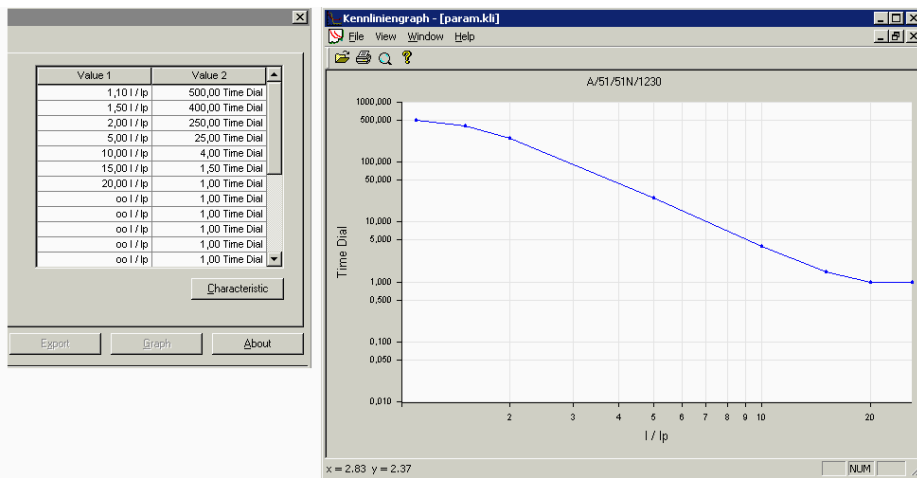 Value 1 Value 2
1,10 I / Ip 500,00 Time Dial
1,50 I / Ip 400,00 Time Dial
2,00 I / Ip 250,00 Time Dial
5,00 I / Ip 25,00 Time Dial
10,00 I / Ip 4,00 Time Dial
15,00 I / Ip 1,50 Time Dial
20,00 I / Ip 1,00 Time Dial
oo I / Ip 1,00 Time Dial
oo I / Ip 1,00 Time Dial
oo I / Ip 1,00 Time Dial
oo I / Ip 1,00 Time Dial
oo I / Ip 1,00 Time Dial
Characteristic
Export Graph About
Kennliniengraph - [param.kli]
File View Window Help
A/51/51N/1230
1000,000
500,000
100,000
50,000
10,000
5,000
1,000
0,500
0,100
0,050
0,010
Time Dial
2 3 4 5 6 7 8 9 10 20
I / Ip
x = 2.83 y = 2.37 NUM